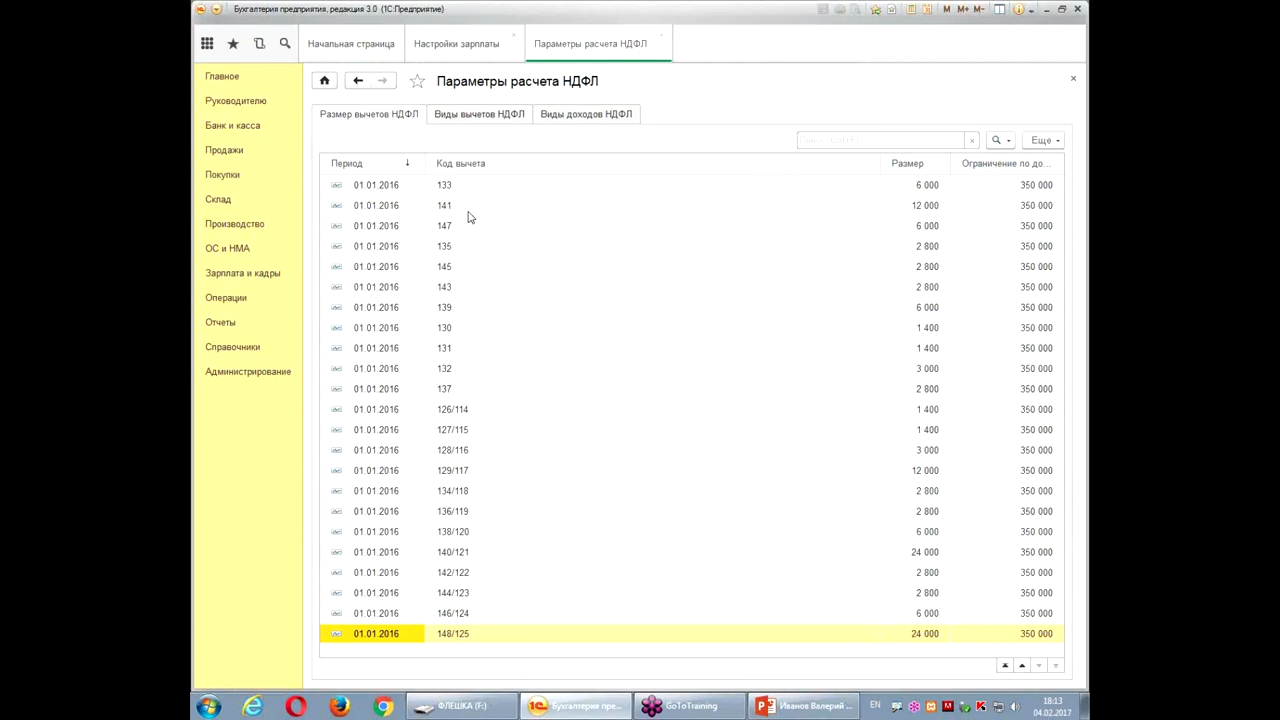 Бухгалтерия предприятия, редакция 3.0 (1С:Предприятие)
M M+ M-
Начальная страница
Настройки зарплаты
Параметры расчета НДФЛ
Главное
Руководителю
Банк и касса
Продажи
Покупки
Склад
Производство
ОС и НМА
Зарплата и кадры
Операции
Отчеты
Справочники
Администрирование
Параметры расчета НДФЛ
Размер вычетов НДФЛ Виды вычетов НДФЛ Виды доходов НДФЛ
Еще
Период Код вычета Размер Ограничение по до...
01.01.2016 133 6 000 350 000
01.01.2016 141 12 000 350 000
01.01.2016 147 6 000 350 000
01.01.2016 135 2 800 350 000
01.01.2016 145 2 800 350 000
01.01.2016 143 2 800 350 000
01.01.2016 139 6 000 350 000
01.01.2016 130 1 400 350 000
01.01.2016 131 1 400 350 000
01.01.2016 132 3 000 350 000
01.01.2016 137 2 800 350 000
01.01.2016 126/114 1 400 350 000
01.01.2016 127/115 1 400 350 000
01.01.2016 128/116 3 000 350 000
01.01.2016 129/117 12 000 350 000
01.01.2016 134/118 2 800 350 000
01.01.2016 136/119 2 800 350 000
01.01.2016 138/120 6 000 350 000
01.01.2016 140/121 24 000 350 000
01.01.2016 142/122 2 800 350 000
01.01.2016 144/123 2 800 350 000
01.01.2016 146/124 6 000 350 000
01.01.2016 148/125 24 000 350 000
ФЛЕШКА (F:)
Бухгалтерия пре...
GoToTraining
Иванов Валерий ...
EN
18:13
04.02.2017